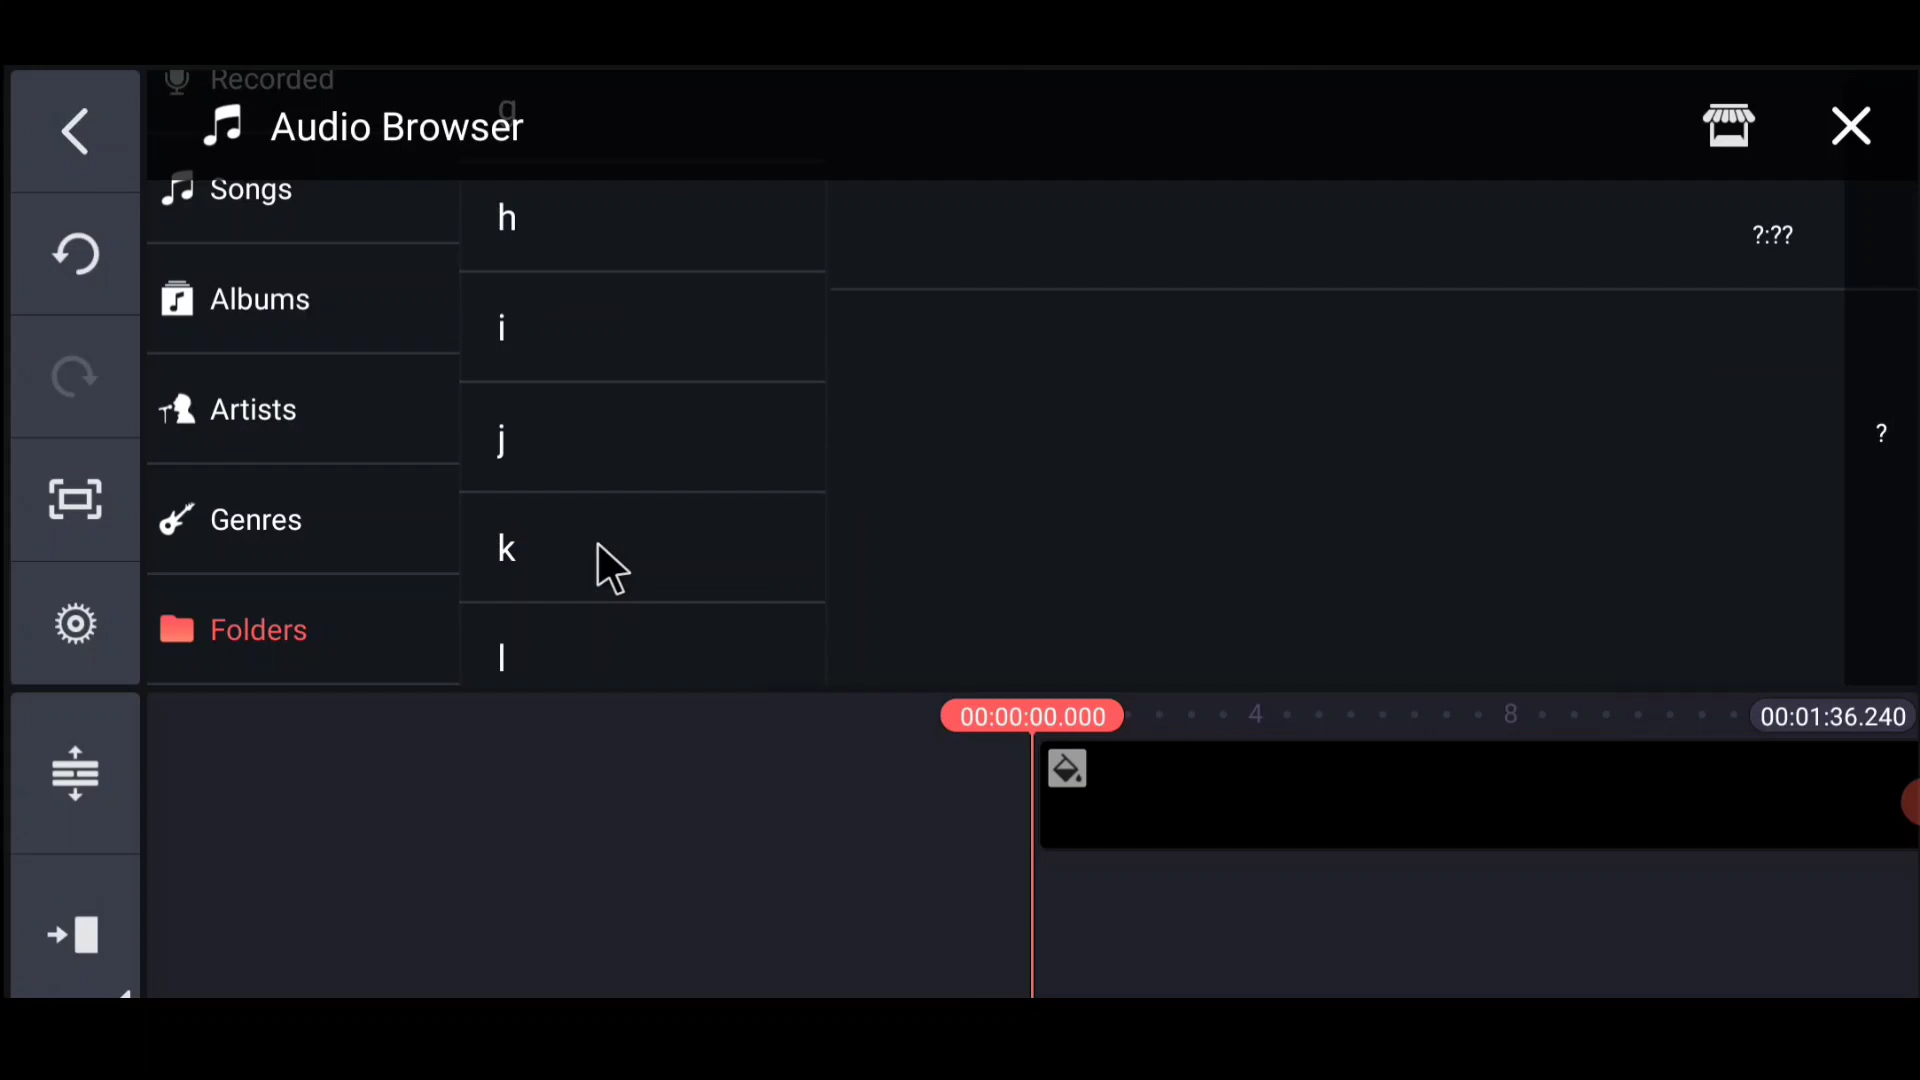 Recorded
g
Audio Browser
Songs
h
?:??
i
Albums
Artists
j
?
Genres
k
Folders
l
00:00:00.000
4
8
00:01:36.240